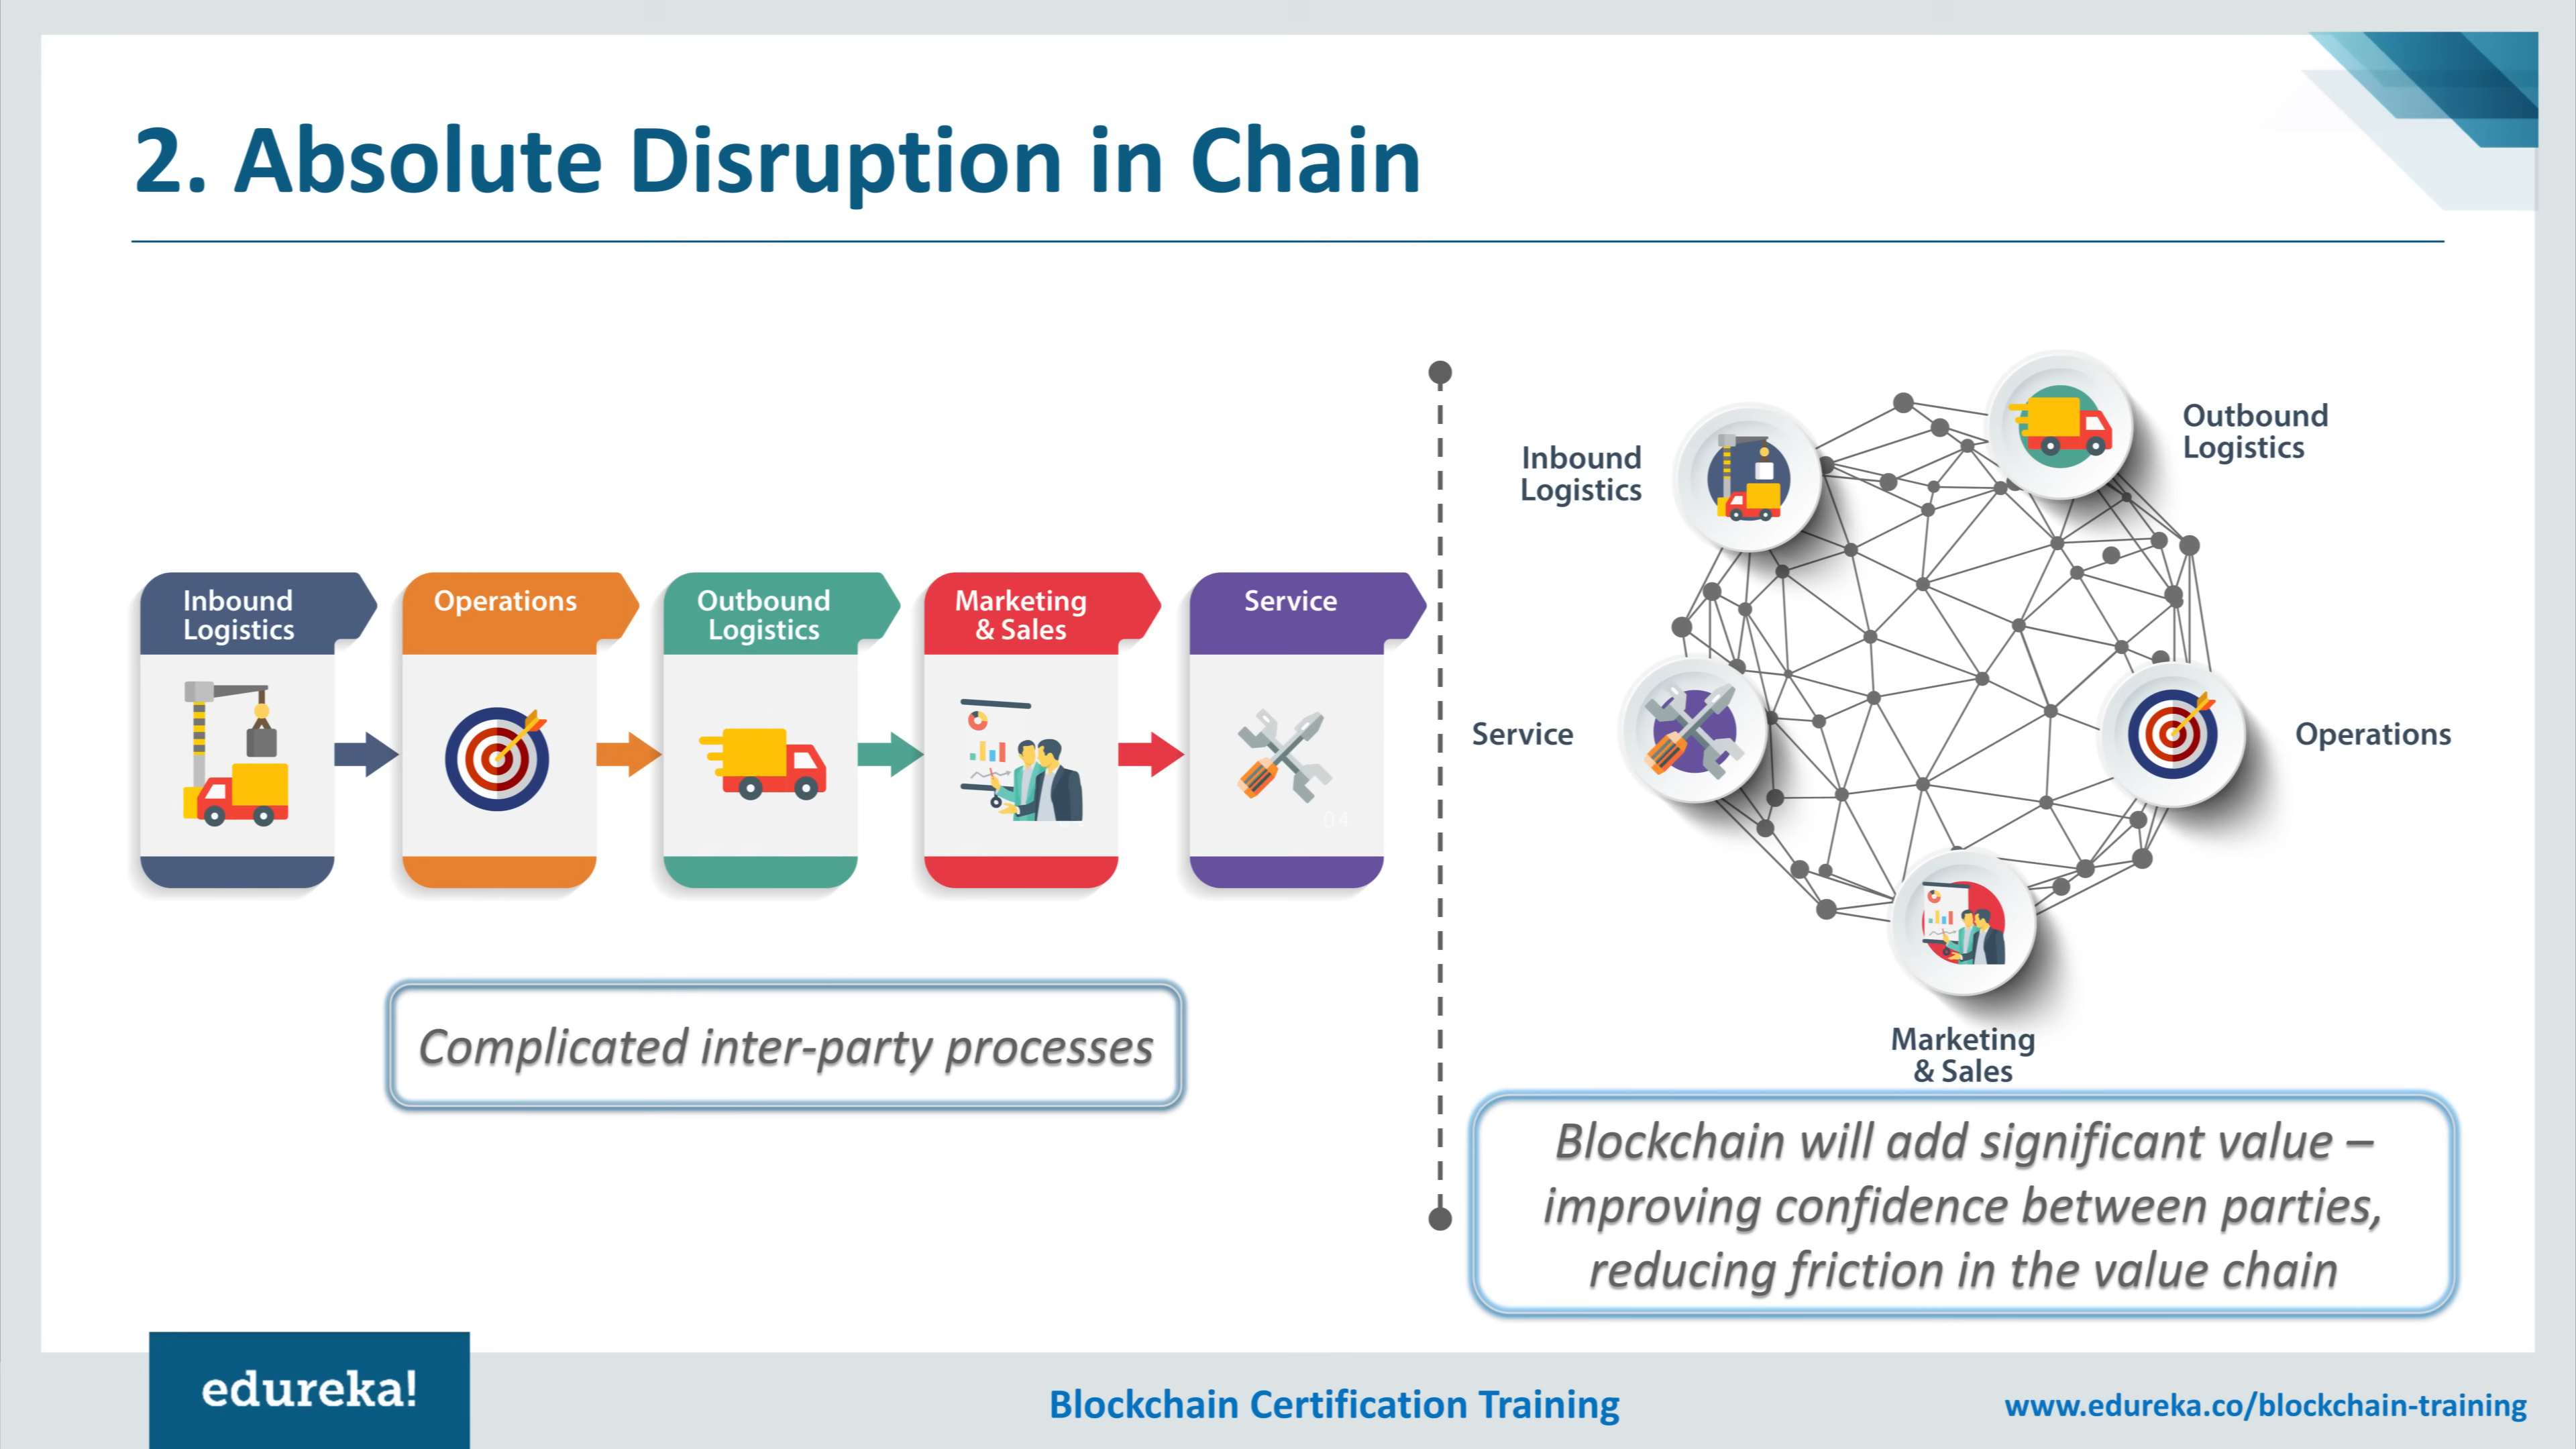 2. Absolute Disruption in Chain
Inbound
Logistics
Operations
Outbound
Logistics
Marketing
& Sales
Service
04
Complicated inter-party processes
Inbound
Logistics
Outbound
Logistics
Service
Operations
Marketing
& Sales
Blockchain will add significant value –
improving confidence between parties,
reducing friction in the value chain
edureka!
Blockchain Certification Training
www.edureka.co/blockchain-training